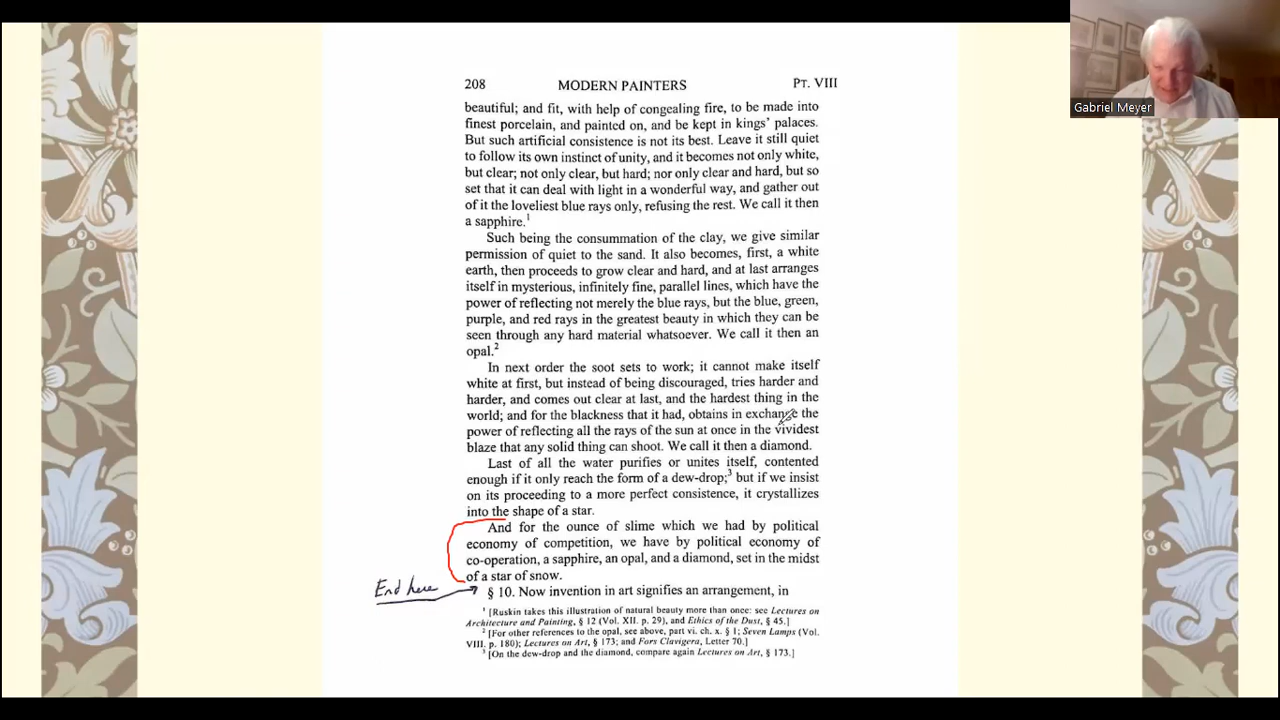 Gabriel Meyer
208 MODERN PAINTERS PT. VIII
beautiful; and fit, with help of congealing fire, to be made into
finest porcelain, and painted on, and be kept in kings' palaces.
But such artificial consistence is not its best. Leave it still quiet
to follow its own instinct of unity, and it becomes not only white,
but clear; not only clear, but hard; nor only clear and hard, but so
set that it can deal with light in a wonderful way, and gather out
of it the loveliest blue rays only, refusing the rest. We call it then
a sapphire.1
Such being the consummation of the clay, we give similar
permission of quiet to the sand. It also becomes, first, a white
earth, then proceeds to grow clear and hard, and at last arranges
itself in mysterious, infinitely fine, parallel lines, which have the
power of reflecting not merely the blue rays, but the blue, green,
purple, and red rays in the greatest beauty in which they can be
seen through any hard material whatsoever. We call it then an
opal.2
In next order the soot sets to work; it cannot make itself
white at first, but instead of being discouraged, tries harder and
harder, and comes out clear at last, and the hardest thing in the
world; and for the blackness that it had, obtains in exchange the
power of reflecting all the rays of the sun at once in the vividest
blaze that any solid thing can shoot. We call it then a diamond.
Last of all the water purifies or unites itself, contented
enough if it only reach the form of a dew-drop;3 but if we insist
on its proceeding to a more perfect consistence, it crystallizes
into the shape of a star.
And for the ounce of slime which we had by political
economy of competition, we have by political economy of
co-operation, a sapphire, an opal, and a diamond, set in the midst
of a star of snow.
End here
§ 10. Now invention in art signifies an arrangement, in
1 [Ruskin takes this illustration of natural beauty more than once: see Lectures on
Architecture and Painting, § 12 (Vol. XII. p. 29), and Ethics of the Dust, § 45.]
2 [For other references to the opal, see above, part vi. ch. x. § 1; Seven Lamps (Vol.
VIII. p. 180); Lectures on Art, § 173; and Fors Clavigera, Letter 70.]
3 [On the dew-drop and the diamond, compare again Lectures on Art, § 173.]